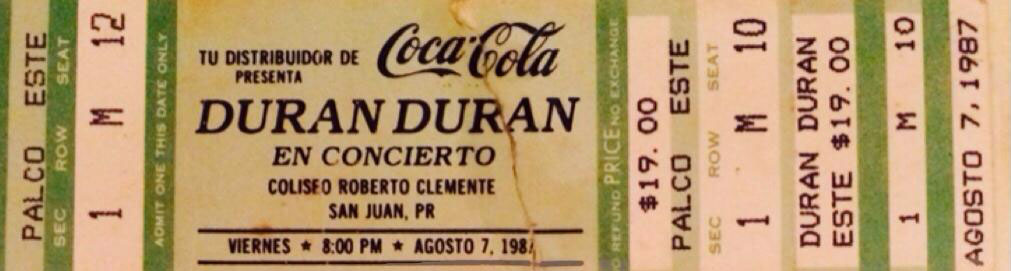 PALCO ESTE
SEC ROW SEAT
1 M 12
ADMIT ONE THIS DATE ONLY
TU DISTRIBUIDOR DE
PRESENTA
Coca-Cola
DURAN DURAN
EN CONCIERTO
COLISEO ROBERTO CLEMENTE
SAN JUAN, PR
VIERNES ★ 8:00 PM ★ AGOSTO 7, 198
REFUND PRICE NO EXCHANGE
$19.00
PALCO ESTE
SEC ROW SEAT
1 M 10
DURAN DURAN
ESTE $19.00
1 M 10
AGOSTO 7, 1987